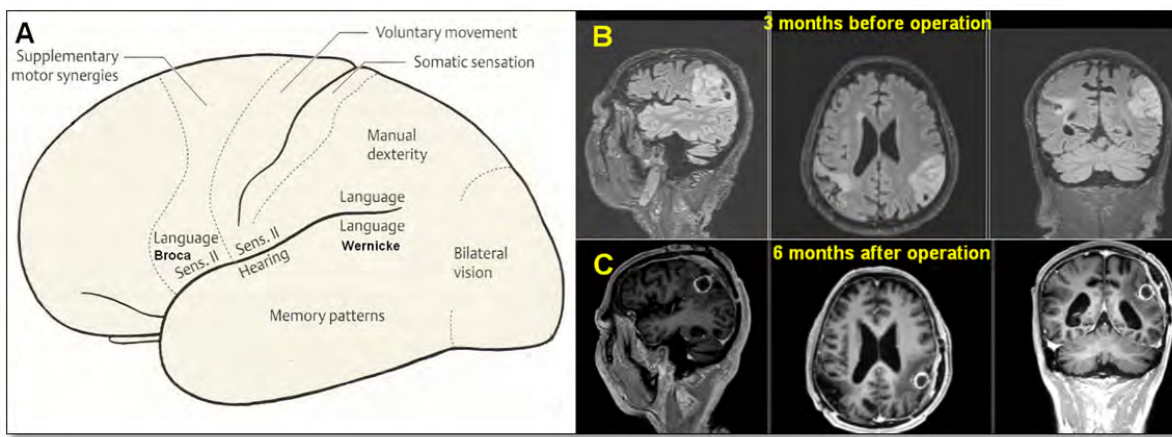 A
Supplementary
motor synergies
Voluntary movement
Somatic sensation
Manual
dexterity
Language
Language
Wernicke
Language
Broca
Sens. II
Sens. II
Hearing
Bilateral
vision
Memory patterns
B
3 months before operation
C
6 months after operation